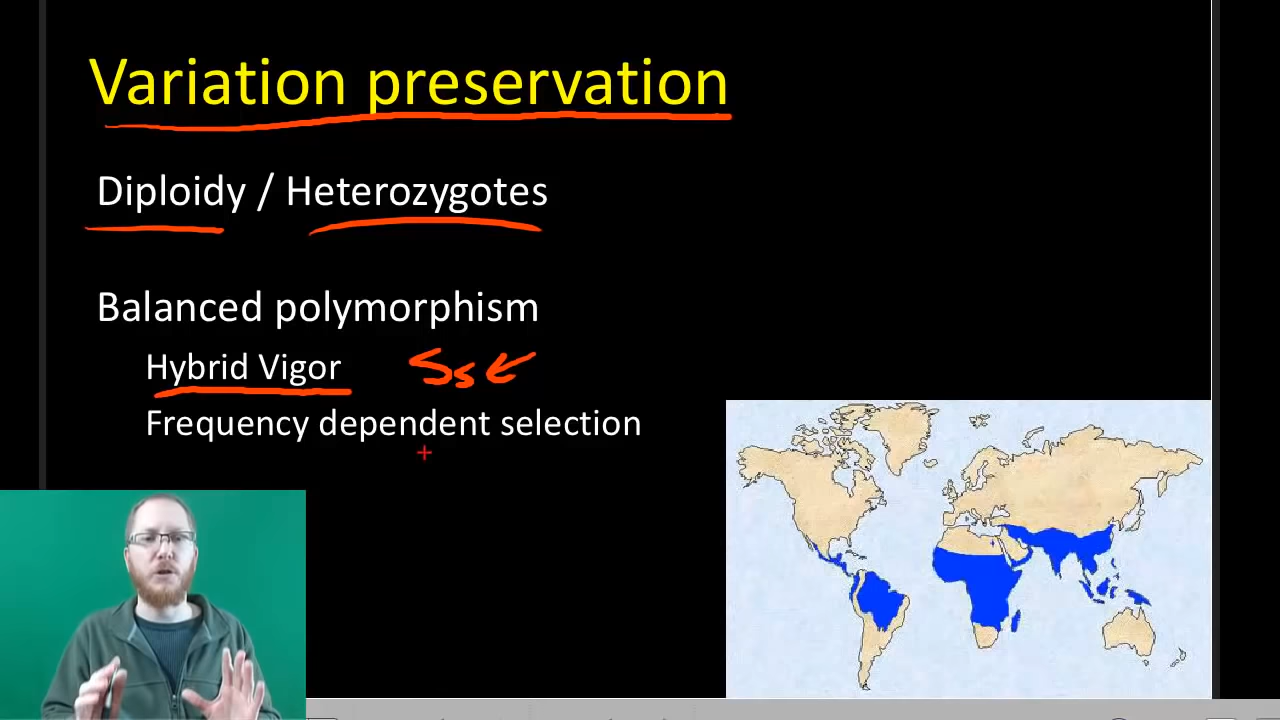 Variation preservation
Diploidy / Heterozygotes
Balanced polymorphism
Hybrid Vigor Ss
Frequency dependent selection